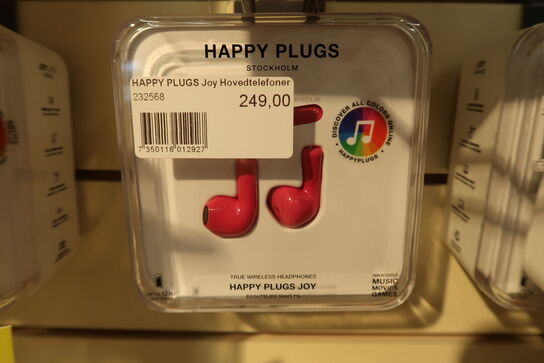 HAPPY PLUGS
STOCKHOLM
HAPPY PLUGS Joy Hovedtelefoner
232568
249,00
7 350116 012927
DISCOVER ALL COLORS ONLINE
HAPPYPLUGS
TRUE WIRELESS HEADPHONES
HAPPY PLUGS JOY
ÉCOUTEURS SANS FIL
IMMERSIVE
MUSIC
MOVIES
GAMES